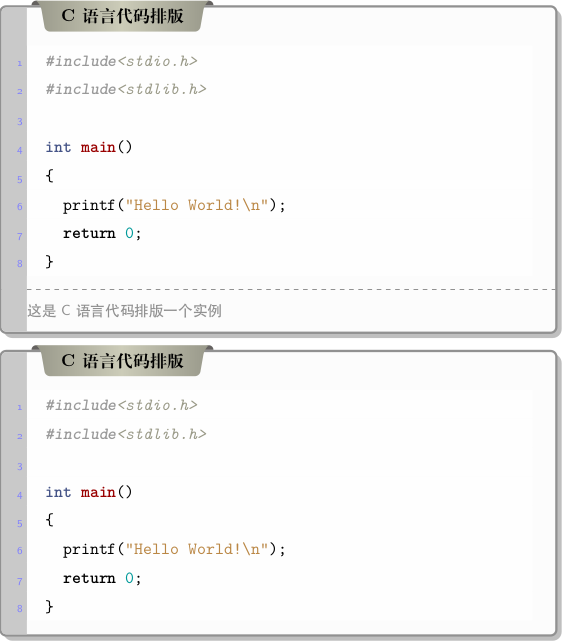 C 语言代码排版
1 #include<stdio.h>
2 #include<stdlib.h>
3
4 int main()
5 {
6   printf("Hello World!\n");
7   return 0;
8 }
这是 C 语言代码排版一个实例
C 语言代码排版
1 #include<stdio.h>
2 #include<stdlib.h>
3
4 int main()
5 {
6   printf("Hello World!\n");
7   return 0;
8 }